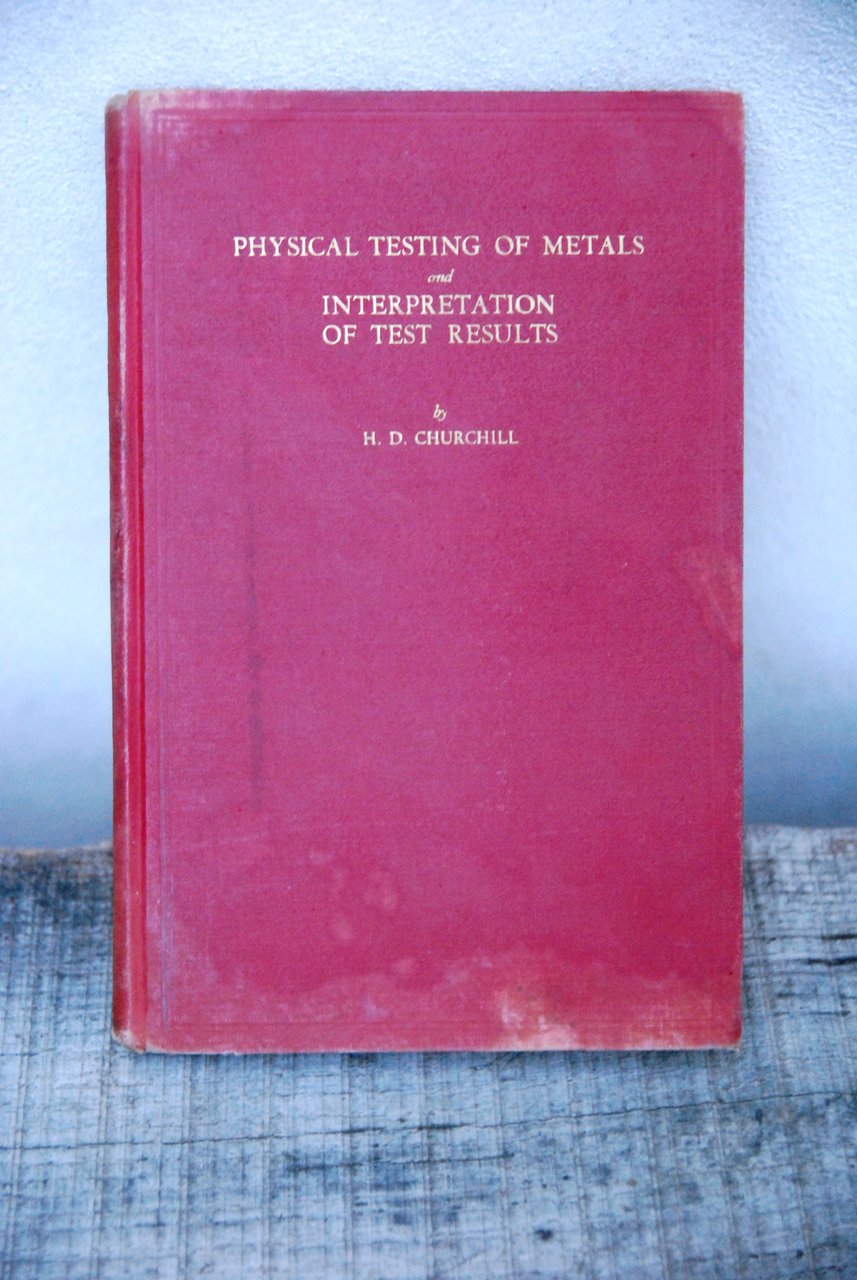 PHYSICAL TESTING OF METALS
and
INTERPRETATION
OF TEST RESULTS
by
H. D. CHURCHILL